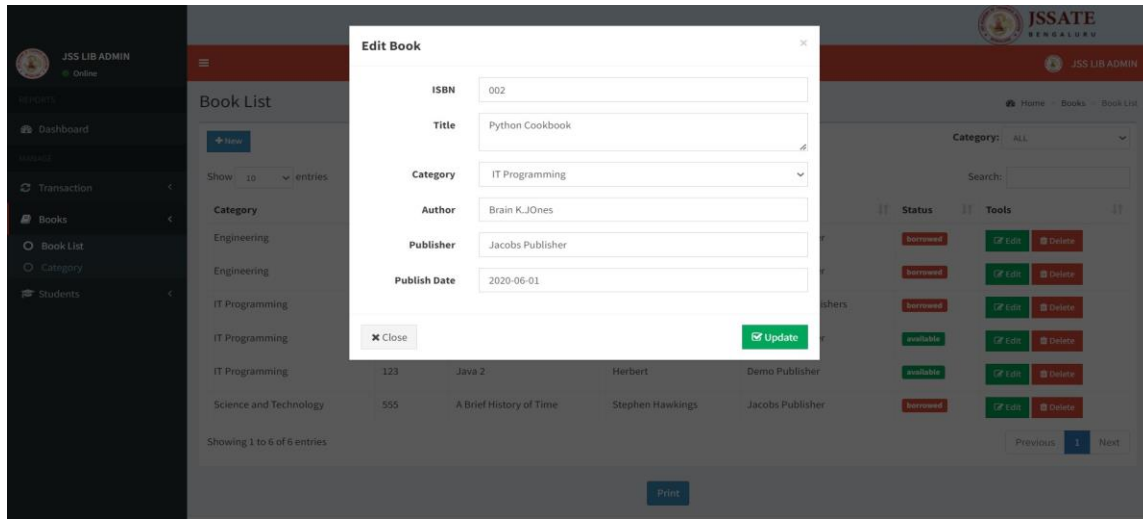 JSSATE
BENGALURU
JSS LIB ADMIN
Online
JSS LIB ADMIN
REPORTS
Dashboard
MANAGE
Transaction
Books
Book List
Category
Students
Book List
Home > Books > Book List
+ New
Category: ALL
Show 10 entries
Search:
Category Status Tools
Engineering borrowed Edit Delete
Engineering borrowed Edit Delete
IT Programming ishers borrowed Edit Delete
IT Programming available Edit Delete
IT Programming 123 Java 2 Herbert Demo Publisher available Edit Delete
Science and Technology 555 A Brief History of Time Stephen Hawkings Jacobs Publisher borrowed Edit Delete
Showing 1 to 6 of 6 entries
Previous 1 Next
Print
Edit Book ×
ISBN 002
Title Python Cookbook
Category IT Programming
Author Brain K.JOnes
Publisher Jacobs Publisher
Publish Date 2020-06-01
Close Update